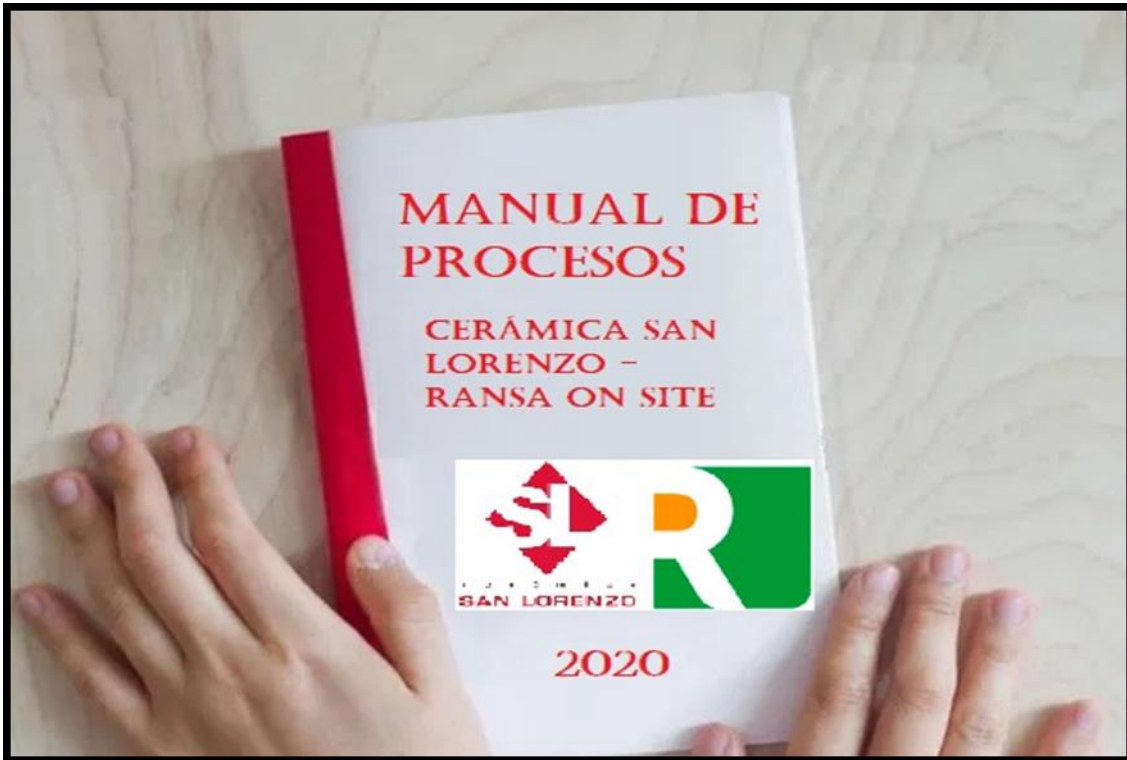 MANUAL DE
PROCESOS
CERÁMICA SAN
LORENZO –
RANSA ON SITE
SL
SAN LORENZO
R
2020